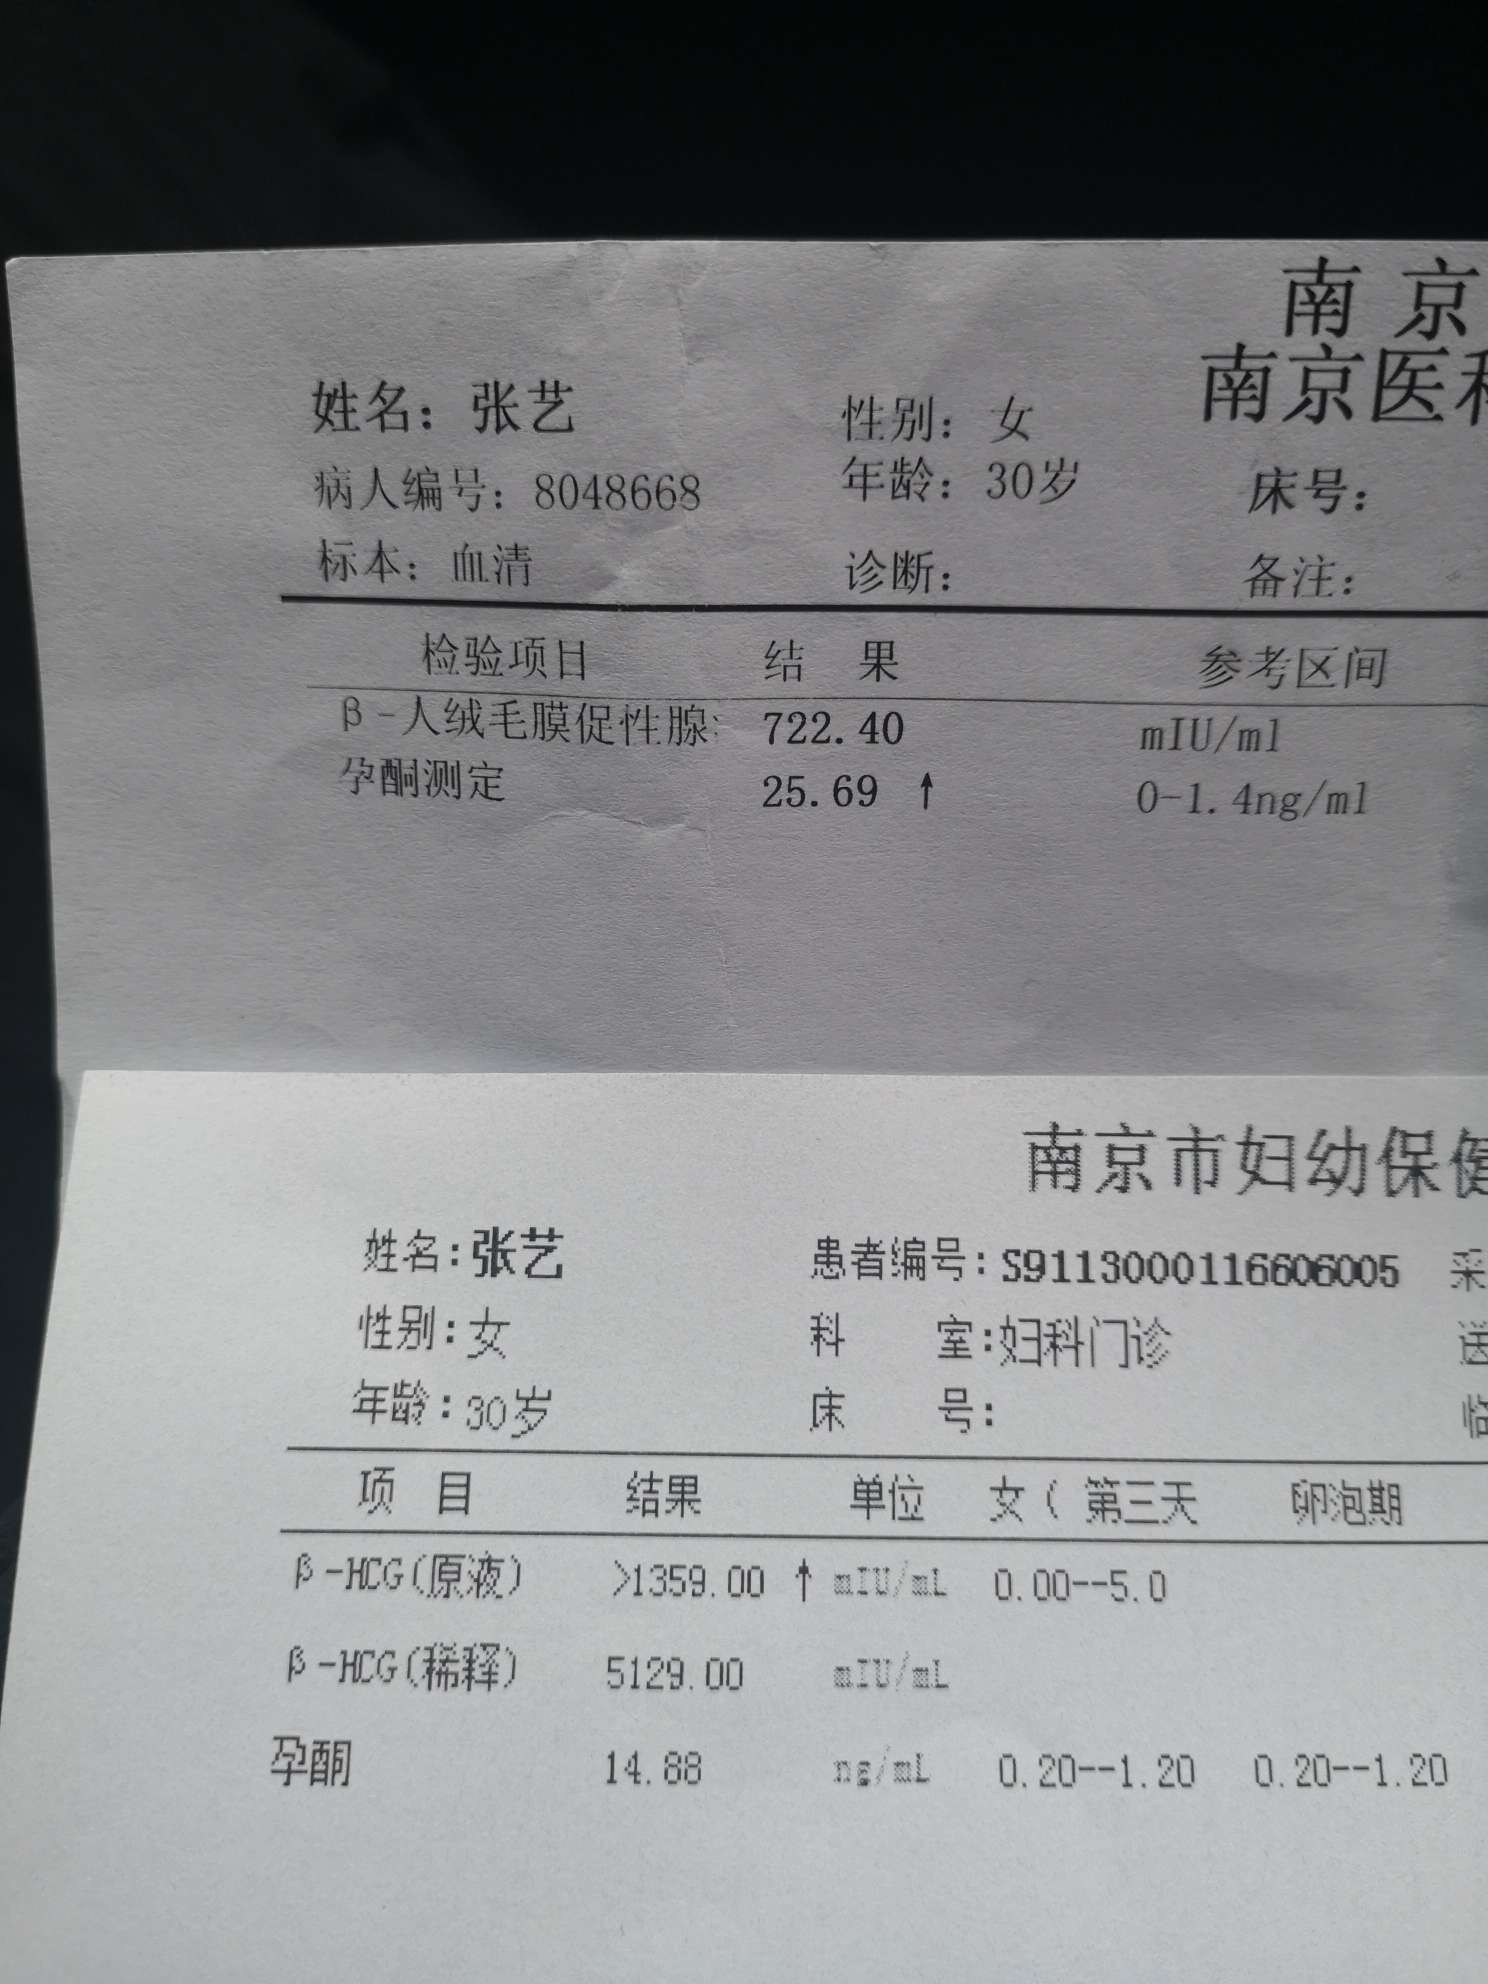 南 京
南京医科
姓名：张艺 性别：女
病人编号：8048668 年龄：30岁 床号：
标本：血清 诊断： 备注：
检验项目 结 果 参考区间
β-人绒毛膜促性腺 722.40 mIU/ml
孕酮测定 25.69 ↑ 0-1.4ng/ml
南京市妇幼保健
姓名:张艺 患者编号:S91130001166​06005 采
性别:女 科 室:妇科门诊 送
年龄:30岁 床 号: 临
项 目 结果 单位 女( 第三天 卵泡期
β-HCG(原液) >1359.00 ↑ mIU/mL 0.00--5.0
β-HCG(稀释) 5129.00 mIU/mL
孕酮 14.88 ng/mL 0.20--1.20 0.20--1.20